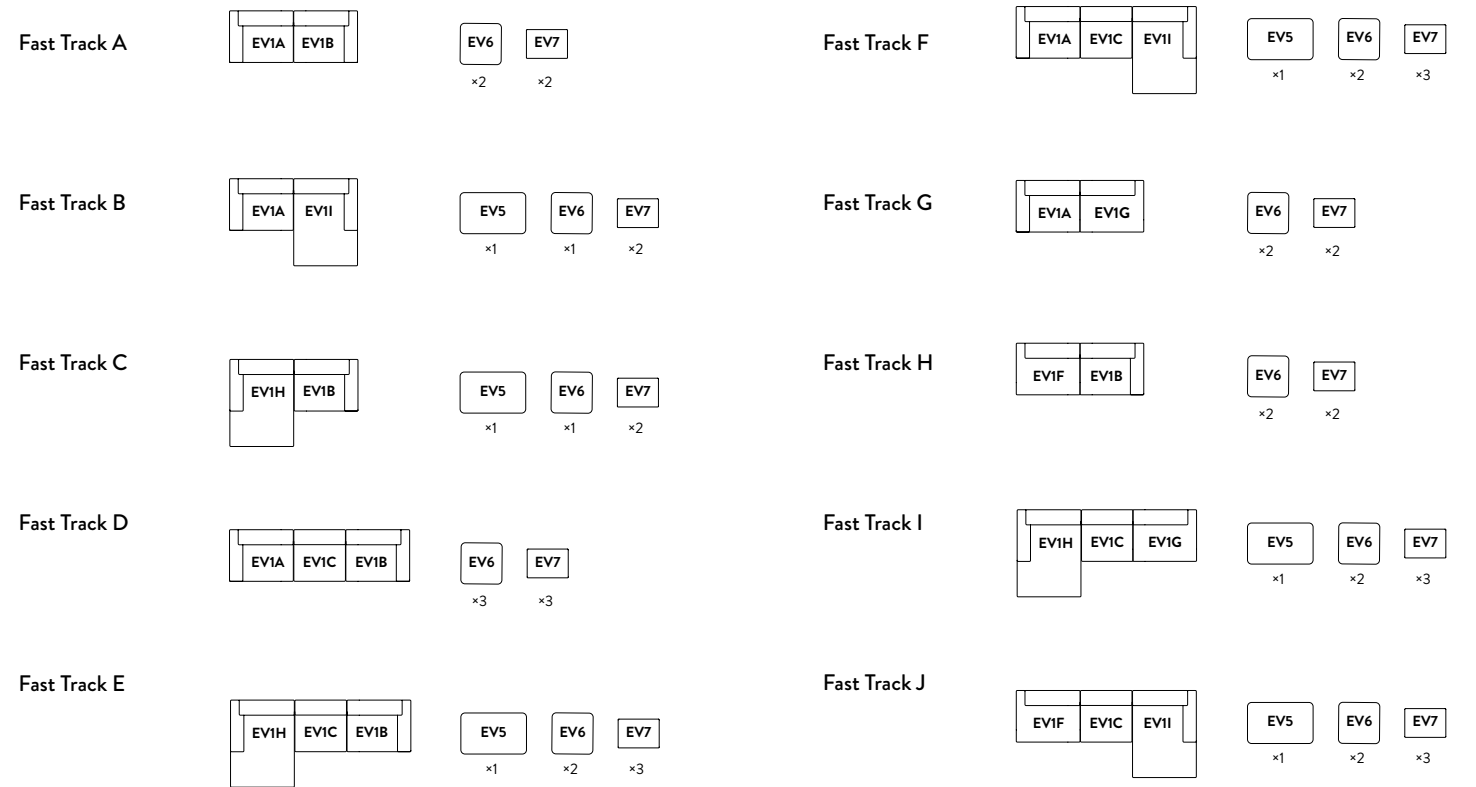 Fast Track A
EV1A EV1B EV6 EV7
×2 ×2
Fast Track B
EV1A EV1I EV5 EV6 EV7
×1 ×1 ×2
Fast Track C
EV1H EV1B EV5 EV6 EV7
×1 ×1 ×2
Fast Track D
EV1A EV1C EV1B EV6 EV7
×3 ×3
Fast Track E
EV1H EV1C EV1B EV5 EV6 EV7
×1 ×2 ×3
Fast Track F
EV1A EV1C EV1I EV5 EV6 EV7
×1 ×2 ×3
Fast Track G
EV1A EV1G EV6 EV7
×2 ×2
Fast Track H
EV1F EV1B EV6 EV7
×2 ×2
Fast Track I
EV1H EV1C EV1G EV5 EV6 EV7
×1 ×2 ×3
Fast Track J
EV1F EV1C EV1I EV5 EV6 EV7
×1 ×2 ×3